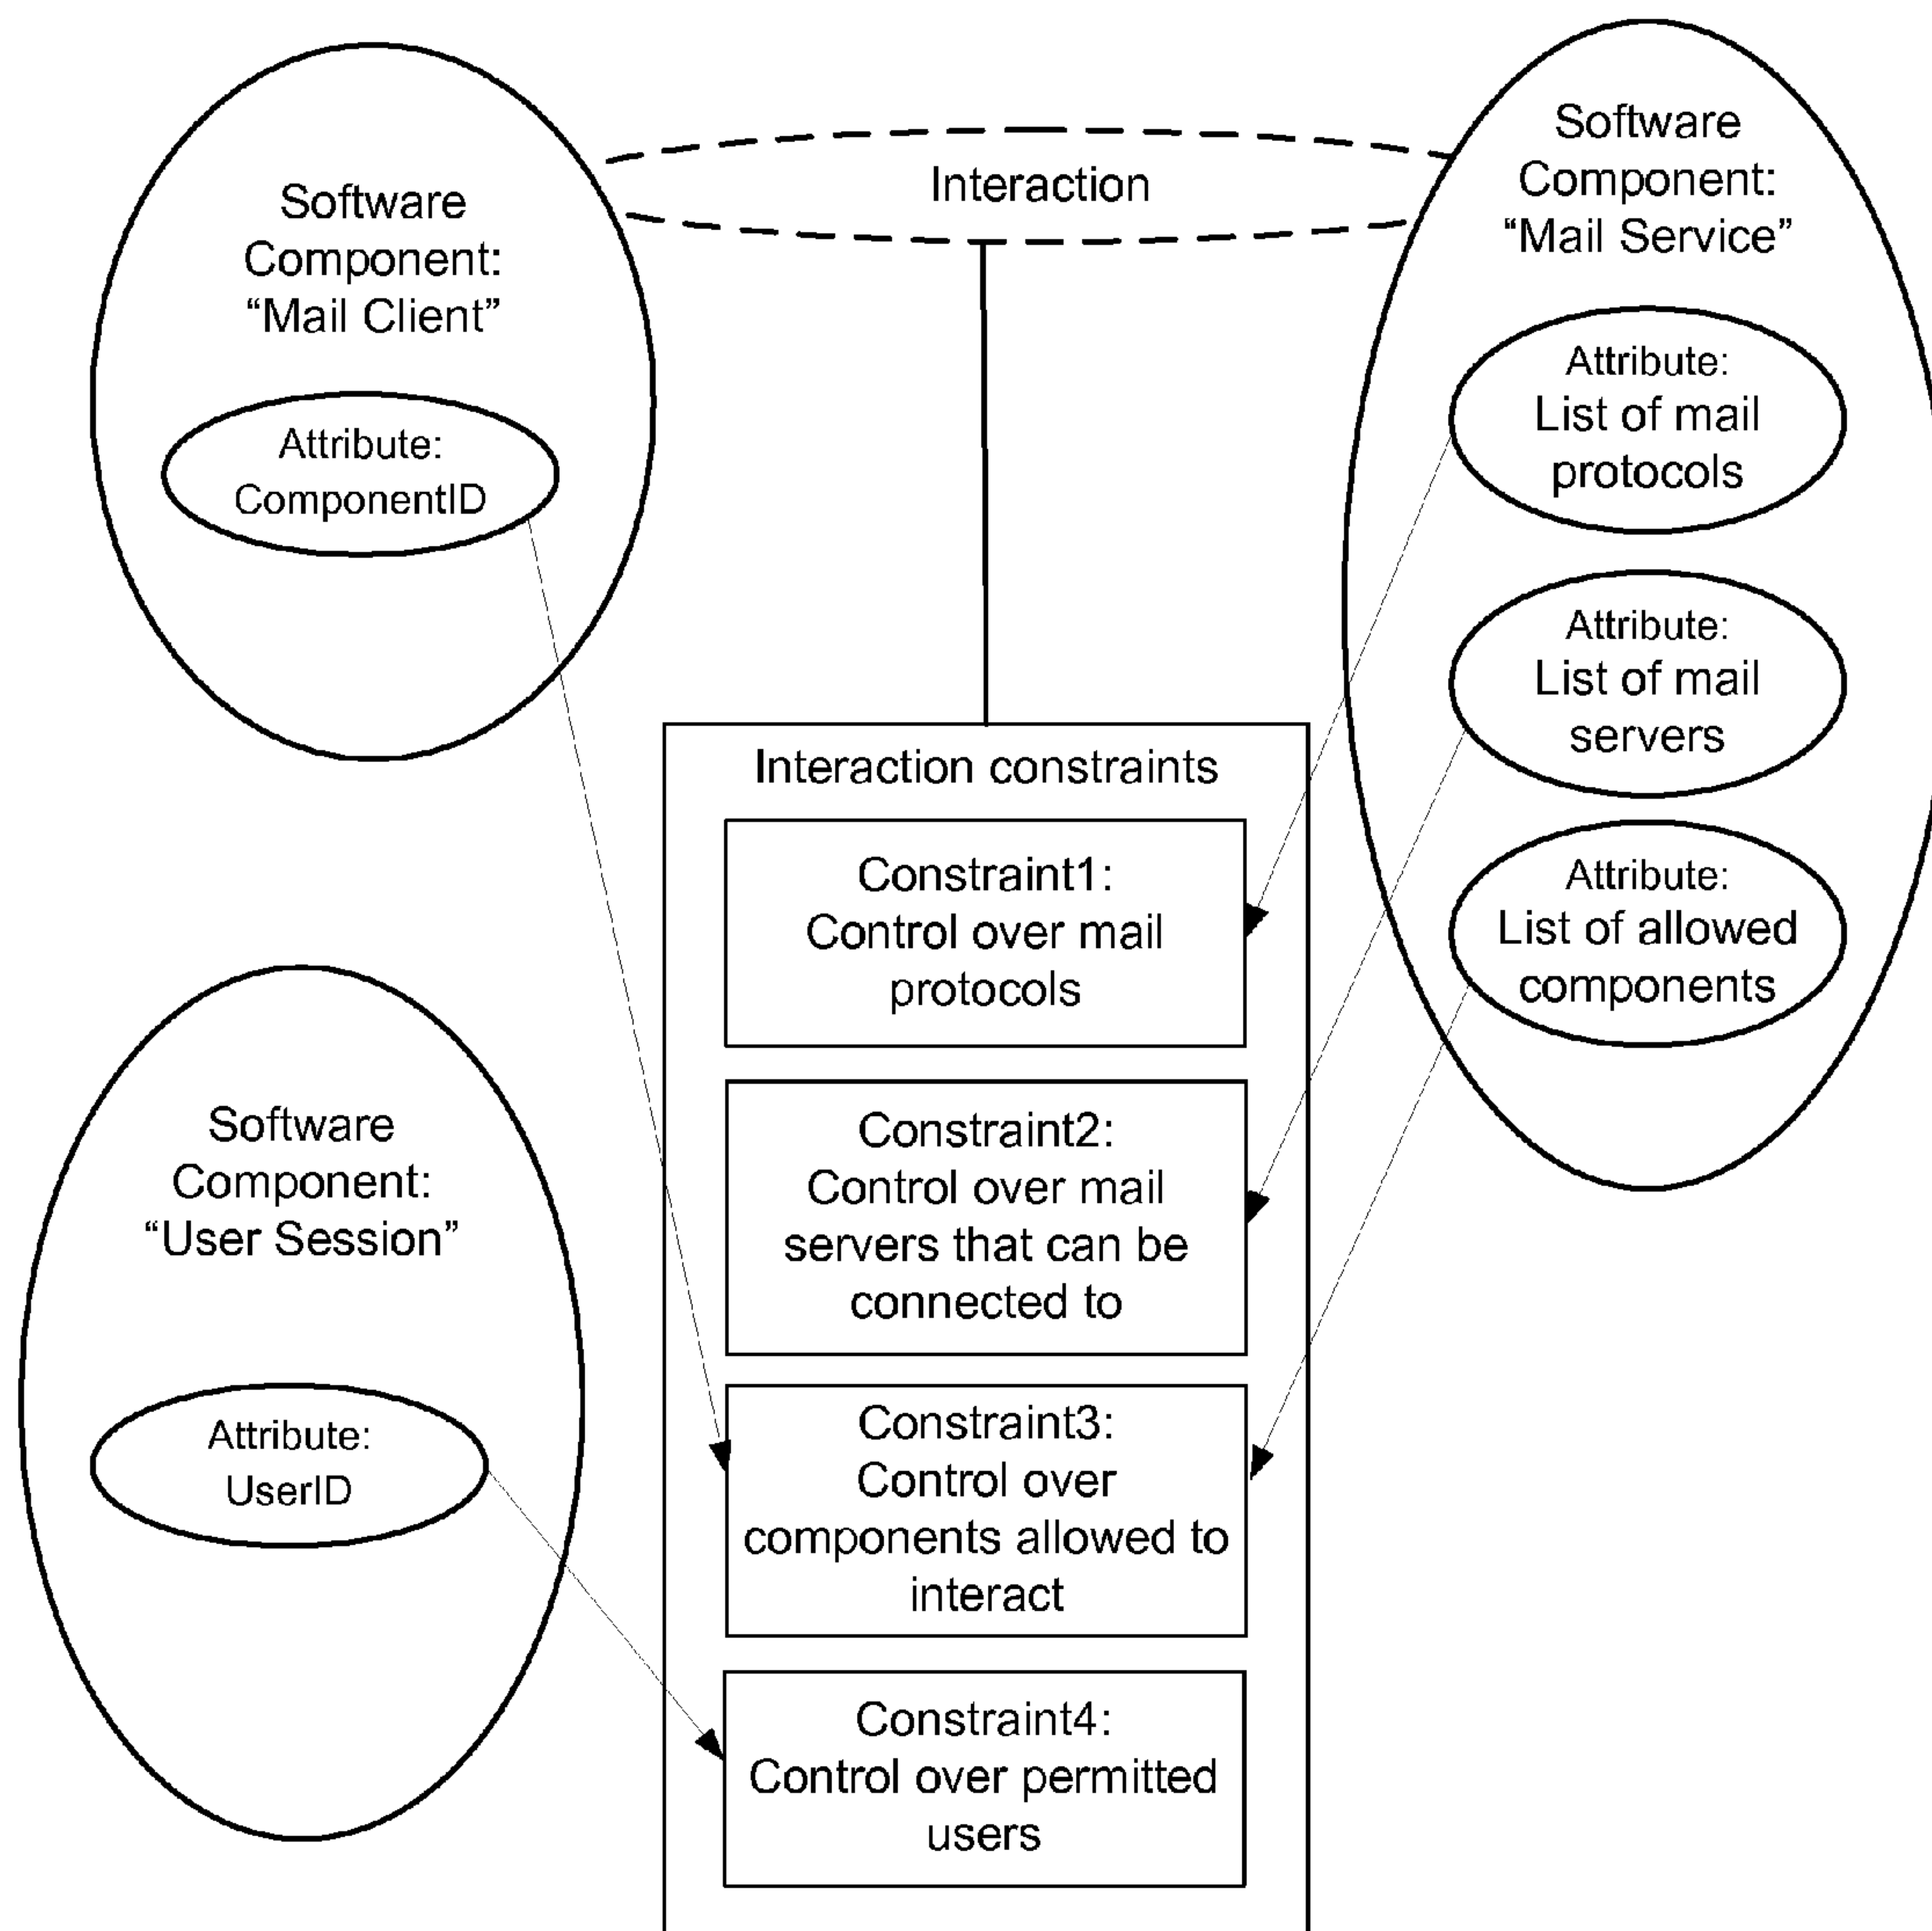 Software
Component:
“Mail Client”
Attribute:
ComponentID
Interaction
Software
Component:
“Mail Service”
Attribute:
List of mail
protocols
Attribute:
List of mail
servers
Attribute:
List of allowed
components
Interaction constraints
Constraint1:
Control over mail
protocols
Constraint2:
Control over mail
servers that can be
connected to
Constraint3:
Control over
components allowed to
interact
Constraint4:
Control over permitted
users
Software
Component:
“User Session”
Attribute:
UserID